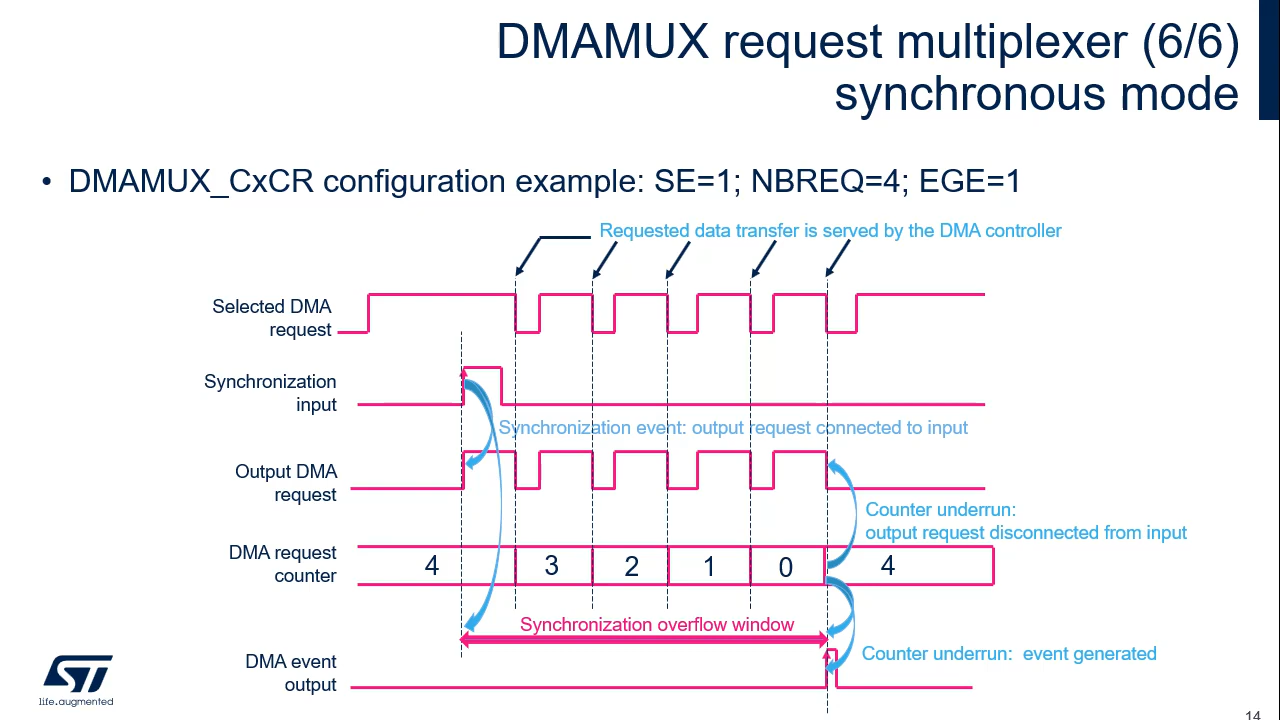 DMAMUX request multiplexer (6/6)
synchronous mode
• DMAMUX_CxCR configuration example: SE=1; NBREQ=4; EGE=1
Requested data transfer is served by the DMA controller
Selected DMA
request
Synchronization
input
Synchronization event: output request connected to input
Output DMA
request
Counter underrun:
output request disconnected from input
DMA request
counter
4 3 2 1 0 4
Synchronization overflow window
DMA event
output
Counter underrun: event generated
ST
life.augmented
14